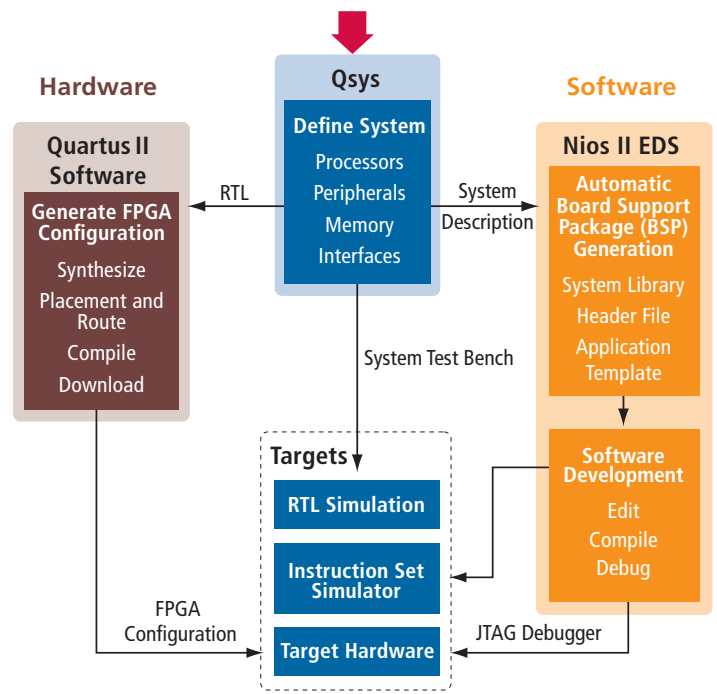 Hardware
Quartus II
Software
Generate FPGA
Configuration
Synthesize
Placement and
Route
Compile
Download
RTL
Qsys
Define System
Processors
Peripherals
Memory
Interfaces
System
Description
Software
Nios II EDS
Automatic
Board Support
Package (BSP)
Generation
System Library
Header File
Application
Template
Software
Development
Edit
Compile
Debug
System Test Bench
Targets
RTL Simulation
Instruction Set
Simulator
Target Hardware
FPGA
Configuration
JTAG Debugger